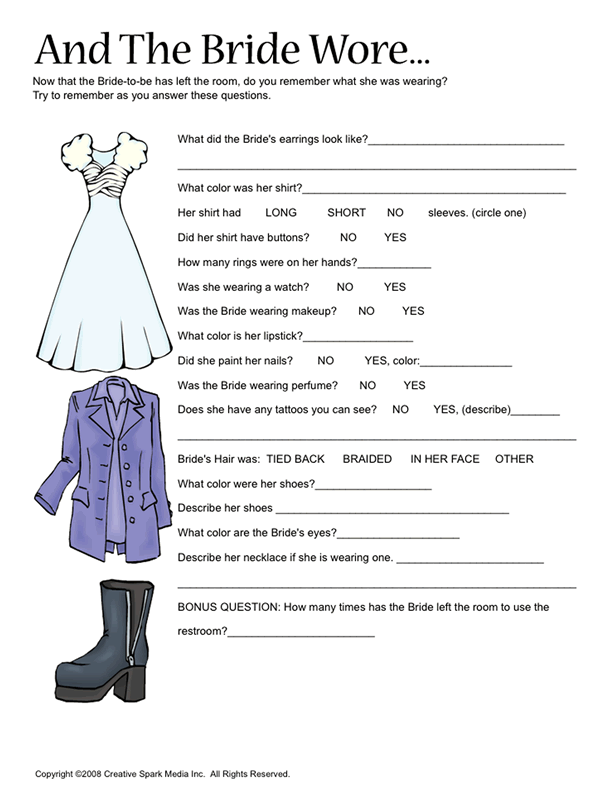 And The Bride Wore...
Now that the Bride-to-be has left the room, do you remember what she was wearing?
Try to remember as you answer these questions.
What did the Bride's earrings look like?________________________________
_________________________________________________________________
What color was her shirt?___________________________________________
Her shirt had LONG SHORT NO sleeves. (circle one)
Did her shirt have buttons? NO YES
How many rings were on her hands?____________
Was she wearing a watch? NO YES
Was the Bride wearing makeup? NO YES
What color is her lipstick?__________________
Did she paint her nails? NO YES, color:_______________
Was the Bride wearing perfume? NO YES
Does she have any tattoos you can see? NO YES, (describe)________
_________________________________________________________________
Bride's Hair was: TIED BACK BRAIDED IN HER FACE OTHER
What color were her shoes?___________________
Describe her shoes ______________________________________
What color are the Bride's eyes?____________________
Describe her necklace if she is wearing one. ________________________
_________________________________________________________________
BONUS QUESTION: How many times has the Bride left the room to use the
restroom?________________________
Copyright ©2008 Creative Spark Media Inc. All Rights Reserved.